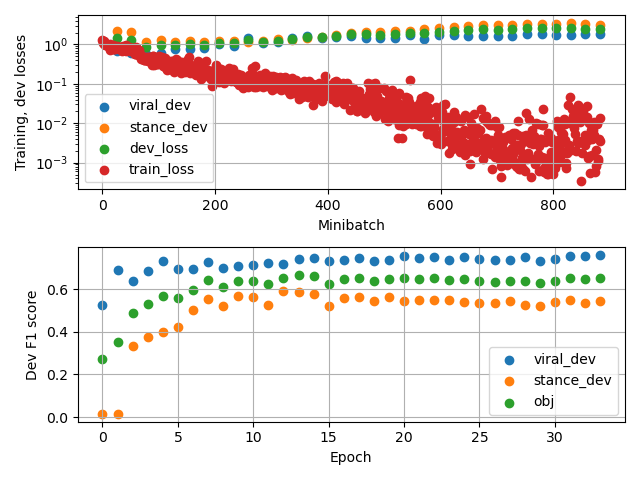 Training, dev losses
10⁰
10⁻¹
10⁻²
10⁻³
viral_dev
stance_dev
dev_loss
train_loss
0 200 400 600 800
Minibatch
Dev F1 score
0.6
0.4
0.2
0.0
viral_dev
stance_dev
obj
0 5 10 15 20 25 30
Epoch